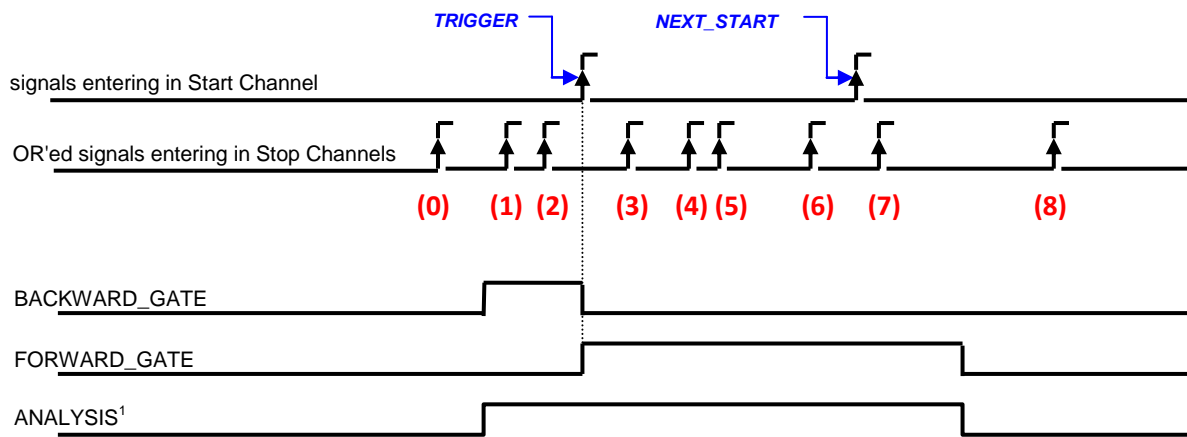 TRIGGER NEXT_START
signals entering in Start Channel
OR'ed signals entering in Stop Channels
(0) (1) (2) (3) (4) (5) (6) (7) (8)
BACKWARD_GATE
FORWARD_GATE
ANALYSIS¹